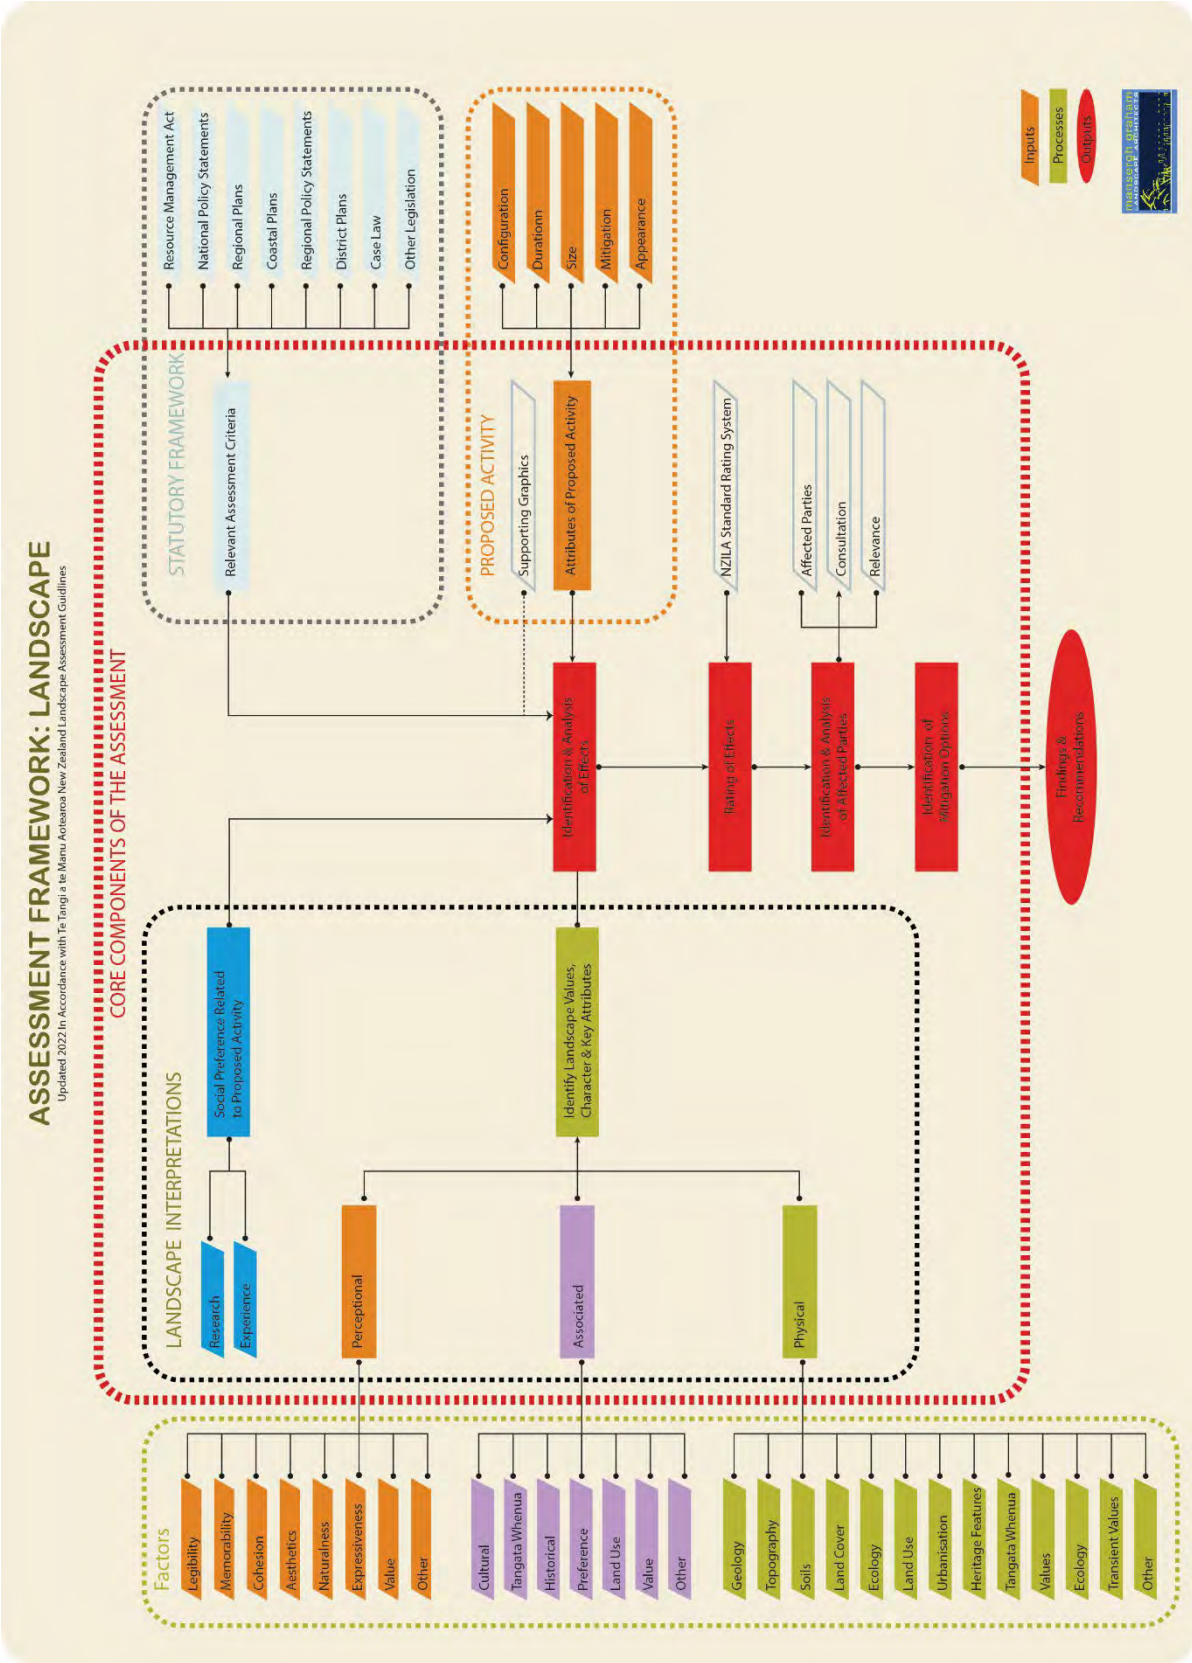 ASSESSMENT FRAMEWORK: LANDSCAPE
Updated 2022 In Accordance with Te Tangi a te Manu Aotearoa New Zealand Landscape Assessment Guidlines
CORE COMPONENTS OF THE ASSESSMENT
Factors
Legibility
Memorability
Cohesion
Aesthetics
Naturalness
Expressiveness
Value
Other
Cultural
Tangata Whenua
Historical
Preference
Land Use
Value
Other
Geology
Topography
Soils
Land Cover
Ecology
Land Use
Urbanisation
Heritage Features
Tangata Whenua
Values
Ecology
Transient Values
Other
LANDSCAPE INTERPRETATIONS
Research
Experience
Perceptional
Associated
Physical
Social Preference Related
to Proposed Activity
Identify Landscape Values,
Character & Key Attributes
Identification & Analysis
of Effects
Rating of Effects
Identification & Analysis
of Affected Parties
Identification of
Mitigation Options
Findings &
Recommendations
STATUTORY FRAMEWORK
Relevant Assessment Criteria
Resource Management Act
National Policy Statements
Regional Plans
Coastal Plans
Regional Policy Statements
District Plans
Case Law
Other Legislation
PROPOSED ACTIVITY
Supporting Graphics
Attributes of Proposed Activity
Configuration
Durationn
Size
Mitigation
Appearance
NZILA Standard Rating System
Affected Parties
Consultation
Relevance
Inputs
Processes
Outputs
mansergh graham
LANDSCAPE ARCHITECTS